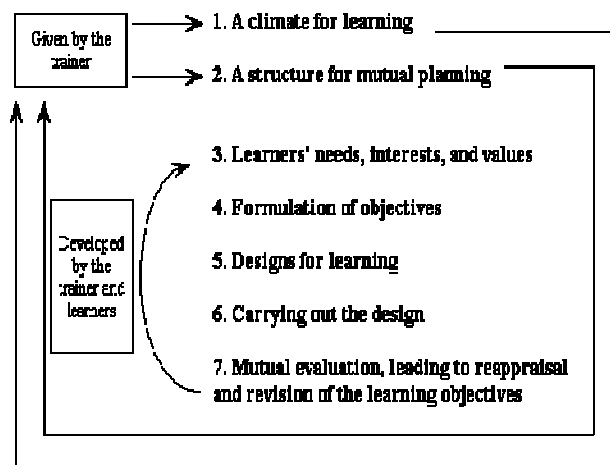 Given by the
trainer
1. A climate for learning
2. A structure for mutual planning
3. Learners' needs, interests, and values
4. Formulation of objectives
Developed
by the
trainer and
learners
5. Designs for learning
6. Carrying out the design
7. Mutual evaluation, leading to reappraisal
and revision of the learning objectives